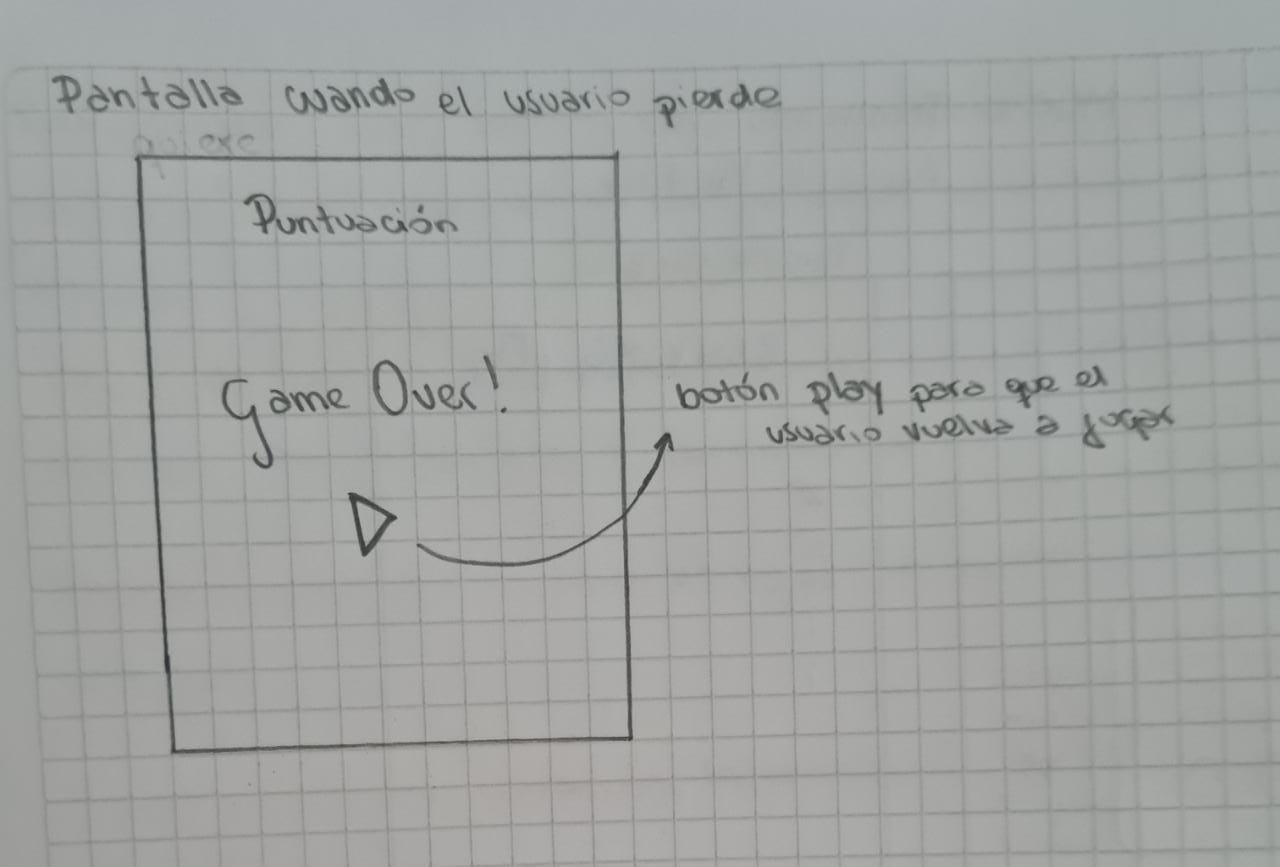 Pantalla cuando el usuario pierde
Puntuación
Game Over!
botón play para que el
usuario vuelva a jugar